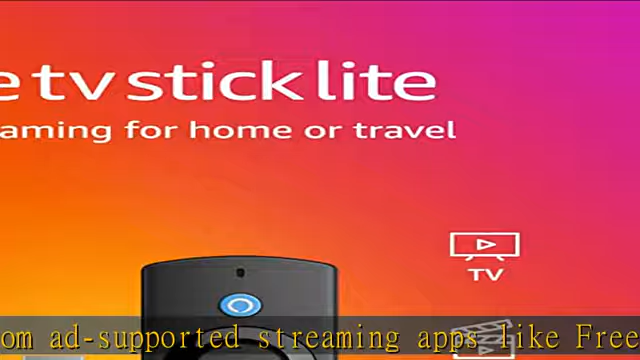 e tv stick lite
aming for home or travel
TV
om ad-supported streaming apps like Free